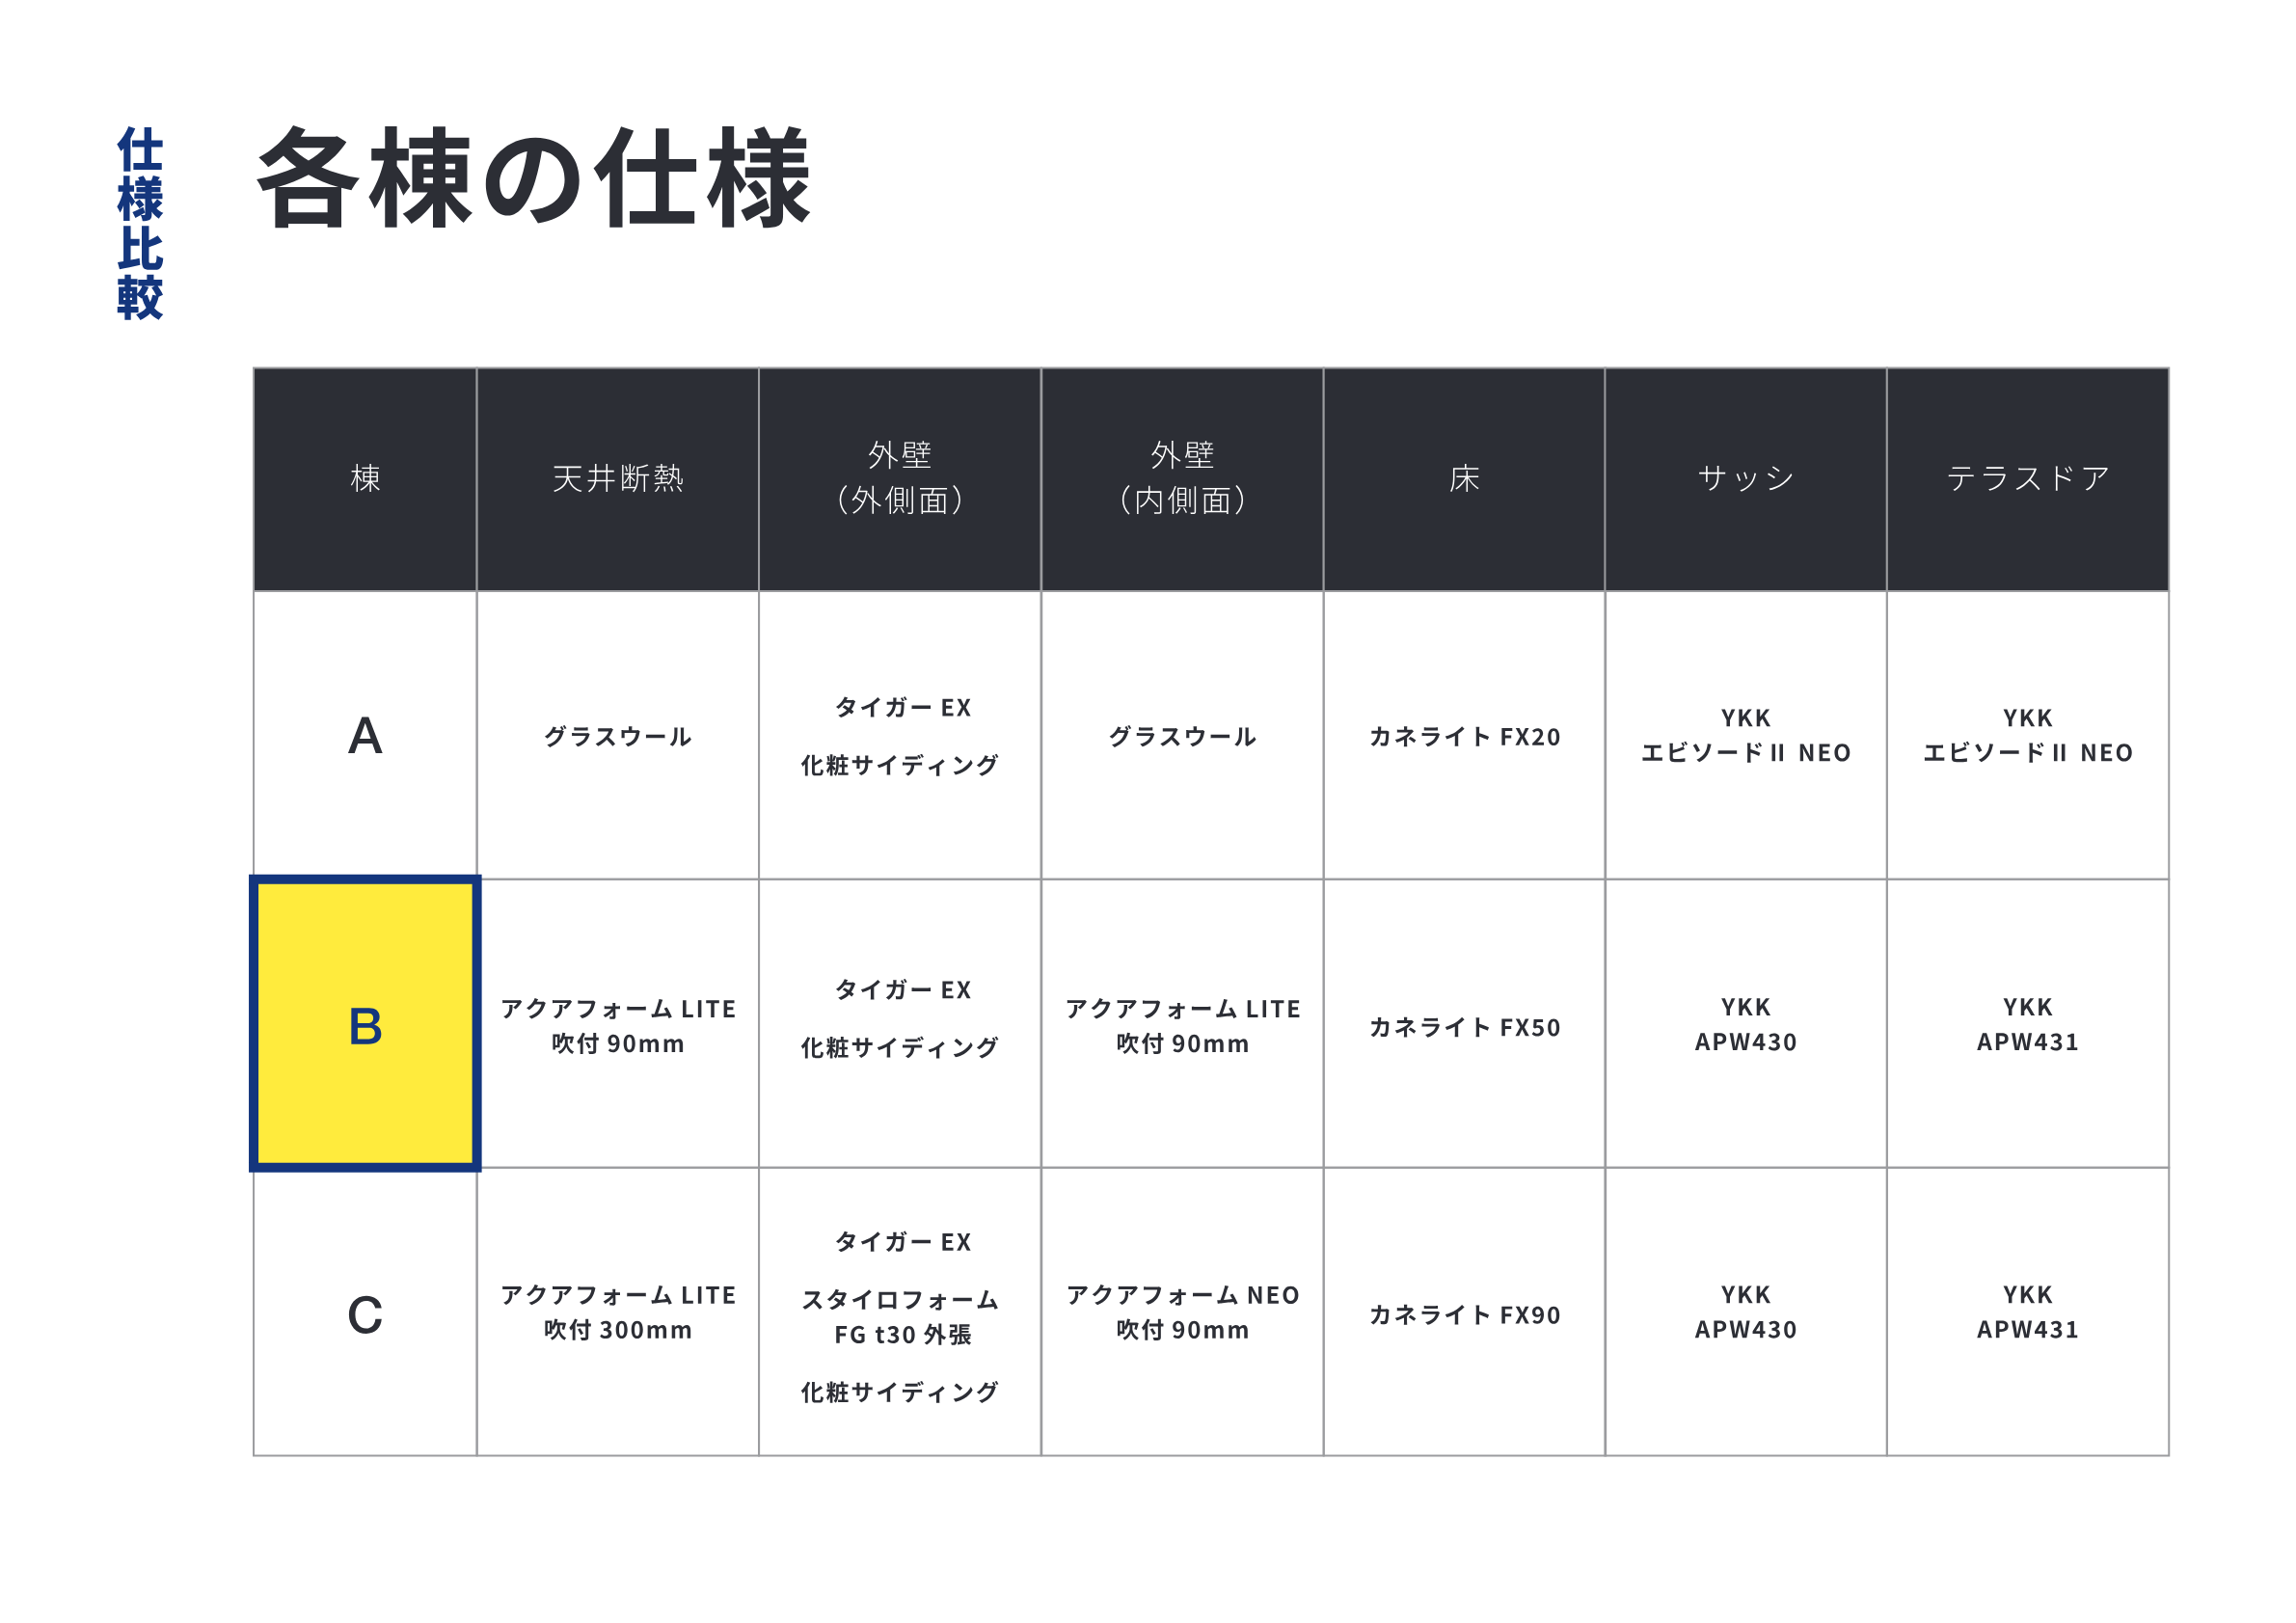 仕様比較
各棟の仕様
棟
天井断熱
外壁
（外側面）
外壁
（内側面）
床
サッシ
テラスドア
A
グラスウール
タイガー EX
化粧サイディング
グラスウール
カネライト FX20
YKK
エピソードⅡ NEO
YKK
エピソードⅡ NEO
B
アクアフォーム LITE
吹付 90mm
タイガー EX
化粧サイディング
アクアフォーム LITE
吹付 90mm
カネライト FX50
YKK
APW430
YKK
APW431
C
アクアフォーム LITE
吹付 300mm
タイガー EX
スタイロフォーム
FG t30 外張
化粧サイディング
アクアフォーム NEO
吹付 90mm
カネライト FX90
YKK
APW430
YKK
APW431